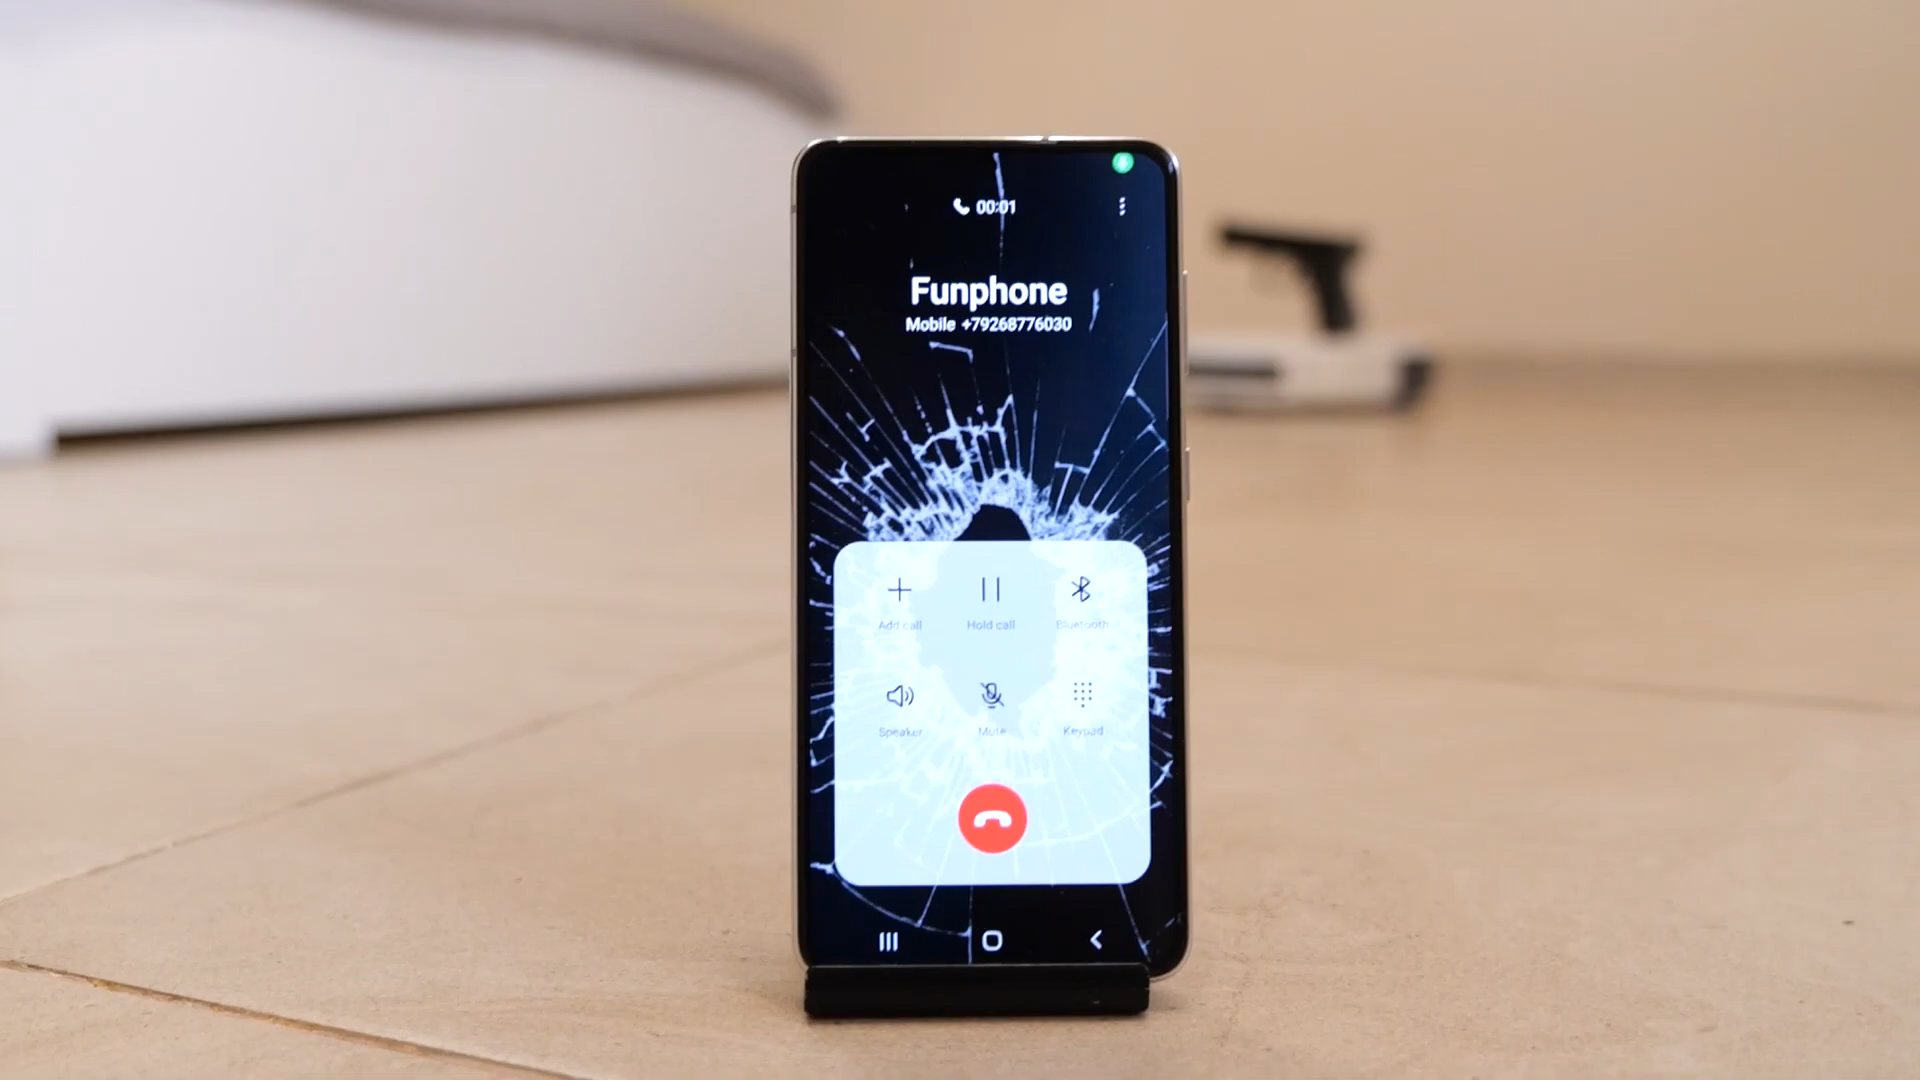 00:01
Funphone
Mobile +79268776030
Add call Hold call Bluetooth
Speaker Mute Keypad